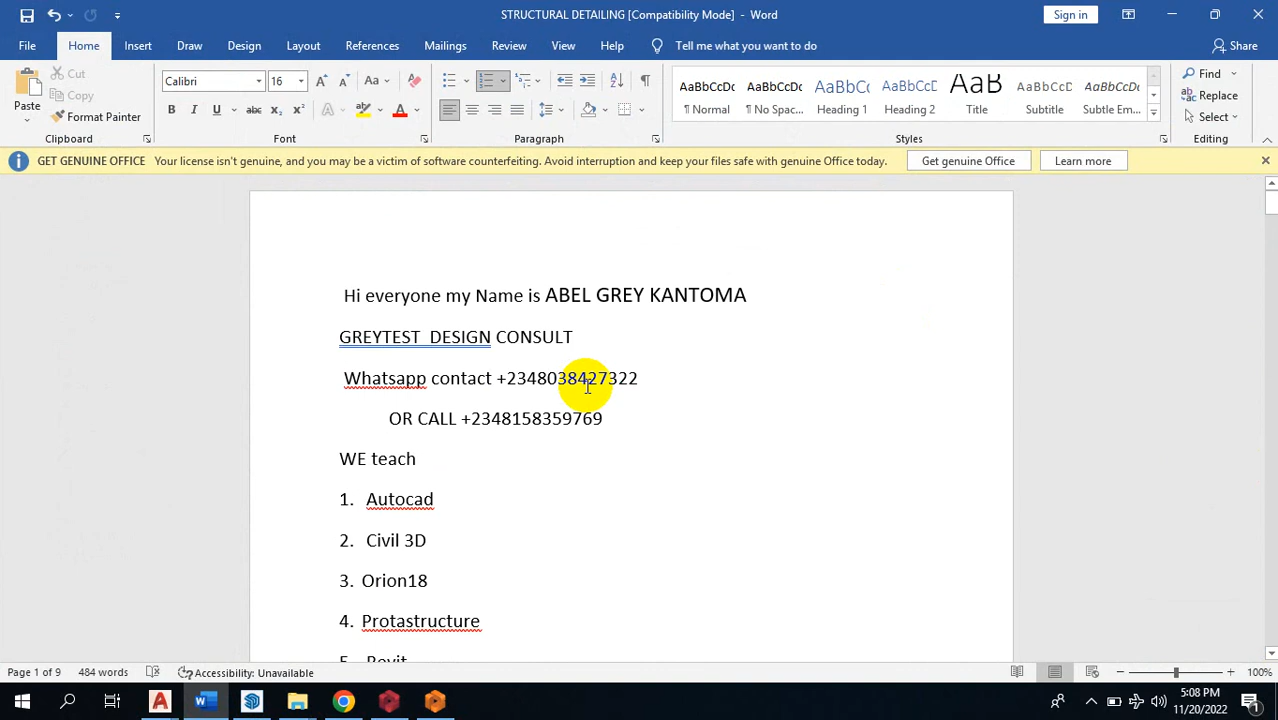 STRUCTURAL DETAILING [Compatibility Mode] - Word
Sign in
File Home Insert Draw Design Layout References Mailings Review View Help Tell me what you want to do Share
Paste
Cut
Copy
Format Painter
Clipboard
Calibri 16
Font
Paragraph
AaBbCcDc AaBbCcDc AaBbC AaBbCcD AaB AaBbCcD AaBbCcDc
¶ Normal ¶ No Spac... Heading 1 Heading 2 Title Subtitle Subtle Em...
Styles
Find
Replace
Select
Editing
GET GENUINE OFFICE Your license isn't genuine, and you may be a victim of software counterfeiting. Avoid interruption and keep your files safe with genuine Office today. Get genuine Office Learn more
Hi everyone my Name is ABEL GREY KANTOMA
GREYTEST DESIGN CONSULT
Whatsapp contact +2348038427322
OR CALL +2348158359769
WE teach
1. Autocad
2. Civil 3D
3. Orion18
4. Protastructure
5. Revit
Page 1 of 9 484 words Accessibility: Unavailable 100%
5:08 PM
11/20/2022